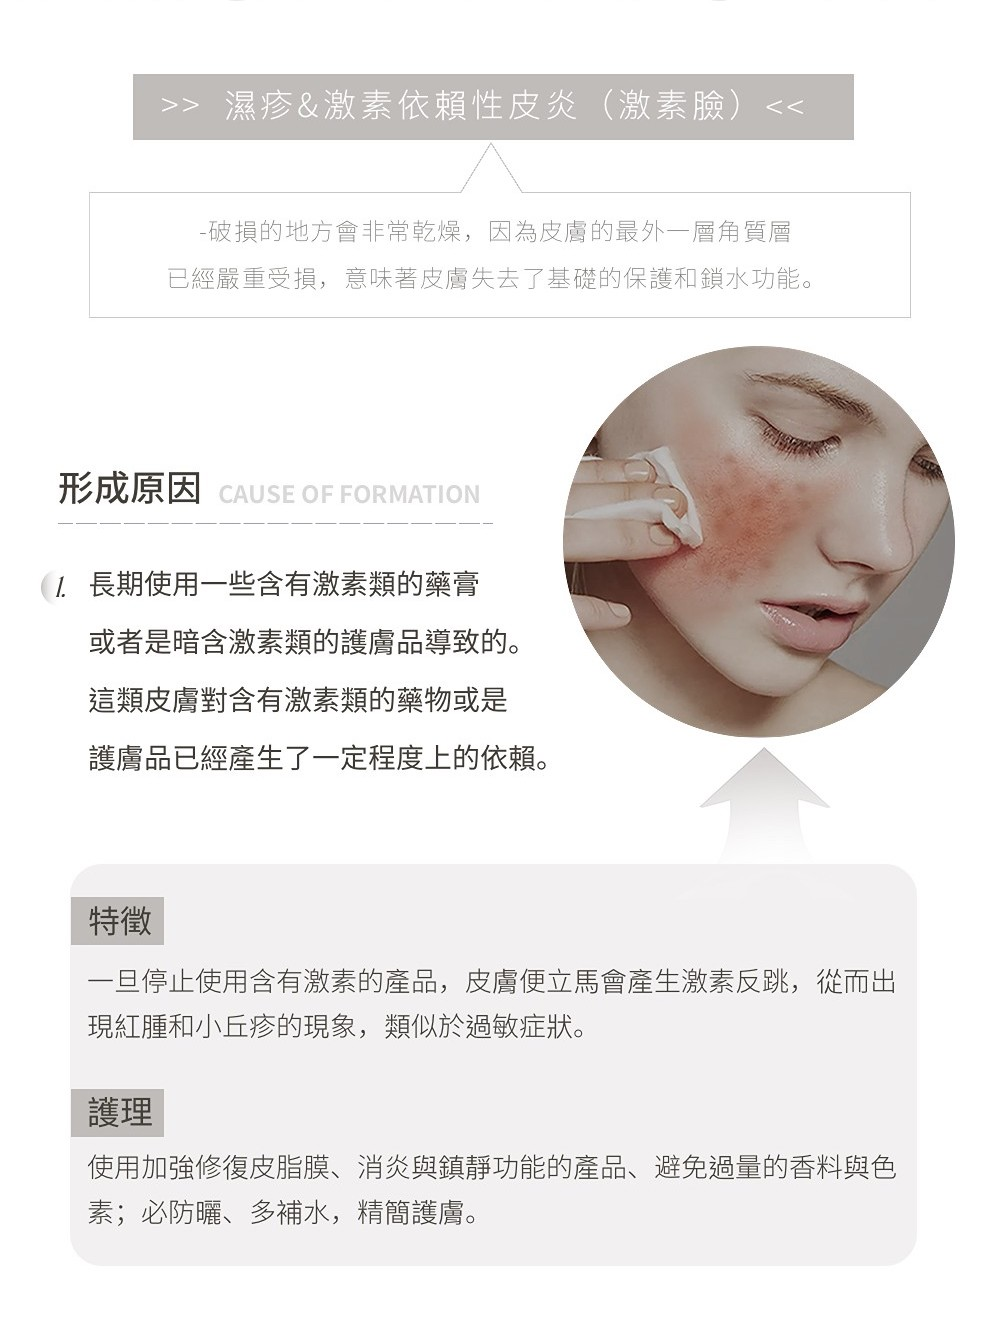 >> 濕疹&激素依賴性皮炎（激素臉）<<
-破損的地方會非常乾燥，因為皮膚的最外一層角質層
已經嚴重受損，意味著皮膚失去了基礎的保護和鎖水功能。
形成原因 CAUSE OF FORMATION
1. 長期使用一些含有激素類的藥膏
或者是暗含激素類的護膚品導致的。
這類皮膚對含有激素類的藥物或是
護膚品已經產生了一定程度上的依賴。
特徵
一旦停止使用含有激素的產品，皮膚便立馬會產生激素反跳，從而出
現紅腫和小丘疹的現象，類似於過敏症狀。
護理
使用加強修復皮脂膜、消炎與鎮靜功能的產品、避免過量的香料與色
素；必防曬、多補水，精簡護膚。